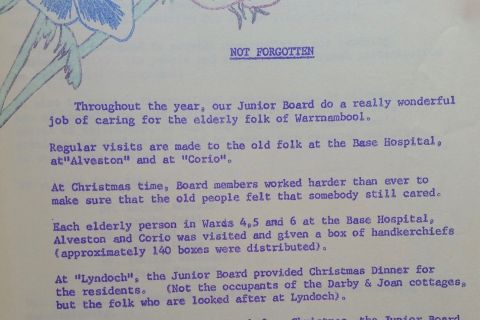 NOT FORGOTTEN
Throughout the year, our Junior Board do a really wonderful
job of caring for the elderly folk of Warrnambool.
Regular visits are made to the old folk at the Base Hospital,
at"Alveston" and at "Corio".
At Christmas time, Board members worked harder than ever to
make sure that the old people felt that somebody still cared.
Each elderly person in Wards 4,5 and 6 at the Base Hospital,
Alveston and Corio was visited and given a box of handkerchiefs
(approximately 140 boxes were distributed).
At "Lyndoch", the Junior Board provided Christmas Dinner for
the residents. (Not the occupants of the Darby & Joan cottages,
but the folk who are looked after at Lyndoch).
Christmas, the Junior Board